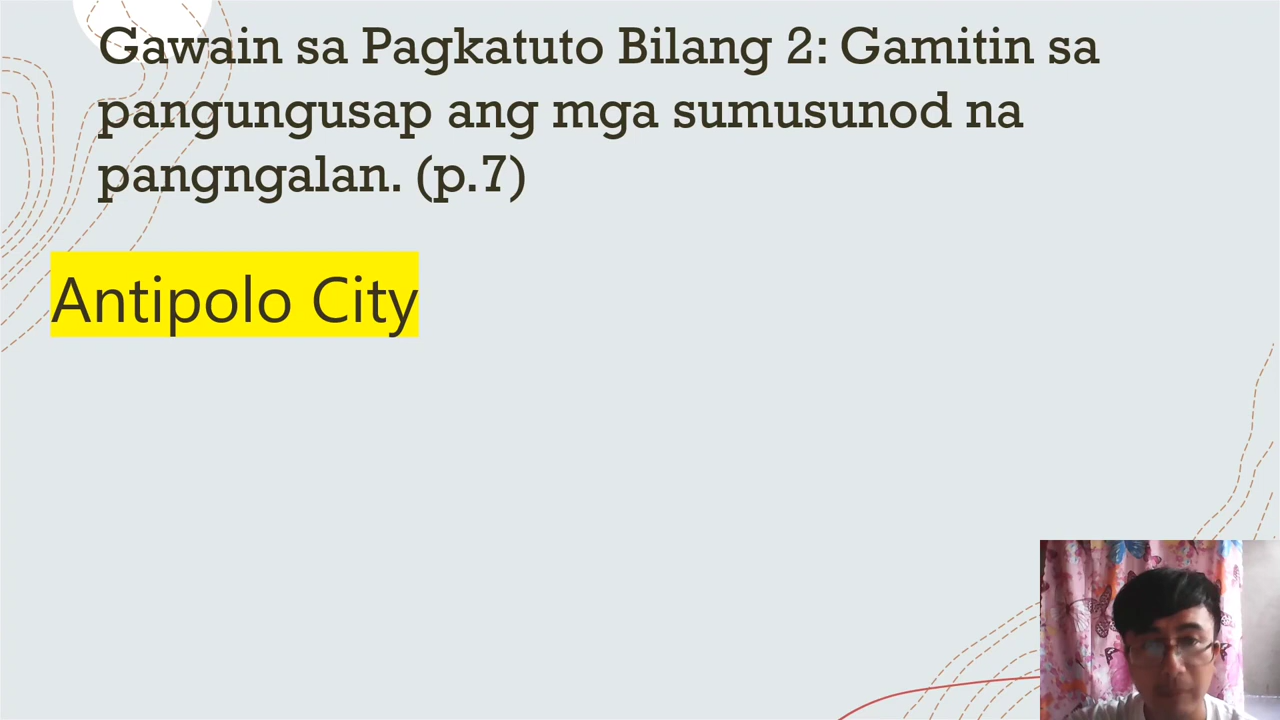 Gawain sa Pagkatuto Bilang 2: Gamitin sa
pangungusap ang mga sumusunod na
pangngalan. (p.7)
Antipolo City